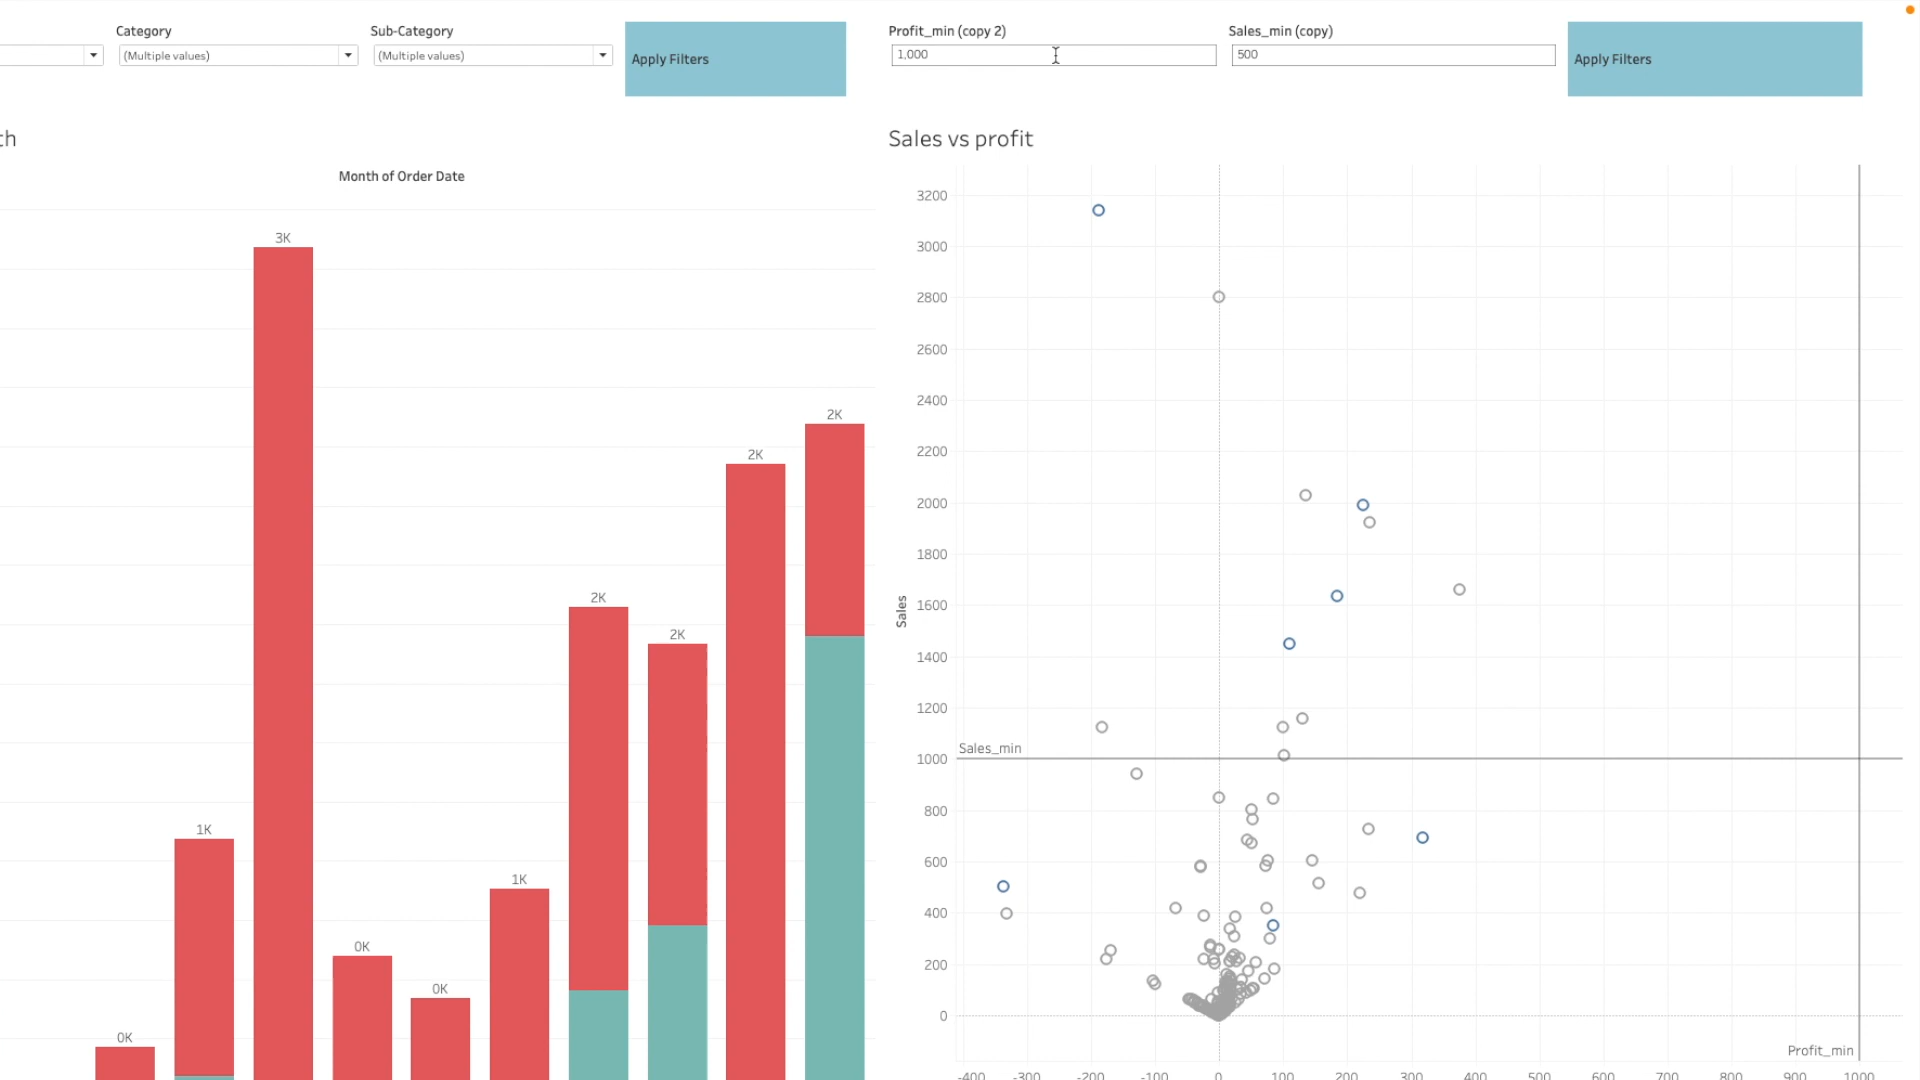 Category
(Multiple values)
Sub-Category
(Multiple values)
Apply Filters
Profit_min (copy 2)
1,000
Sales_min (copy)
500
Apply Filters
th
Month of Order Date
3K
2K
2K
2K
2K
1K
1K
0K
0K
0K
Sales vs profit
3200
3000
2800
2600
2400
2200
2000
1800
1600
1400
1200
1000
800
600
400
200
0
Sales
Sales_min
Profit_min
-400 -300 -200 -100 0 100 200 300 400 500 600 700 800 900 1000